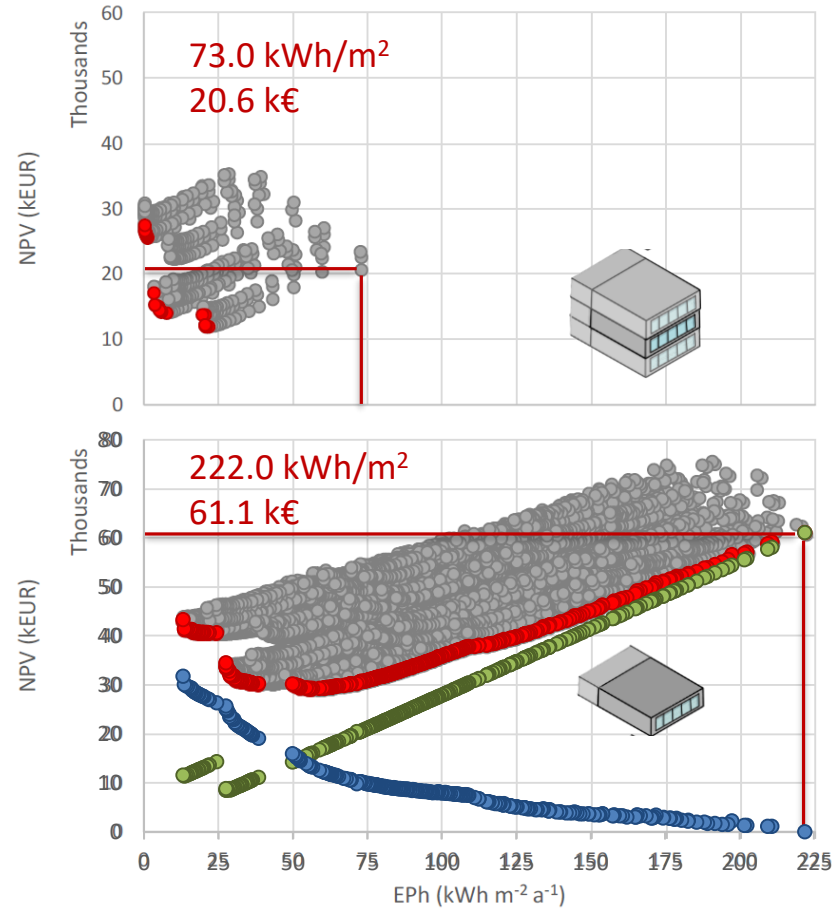 60
Thousands
73.0 kWh/m²
20.6 k€
50
40
NPV (kEUR)
30
20
10
0
80
Thousands
222.0 kWh/m²
61.1 k€
70
60
50
40
NPV (kEUR)
30
20
10
0
0 25 50 75 100 125 150 175 200 225
EPh (kWh m⁻² a⁻¹)